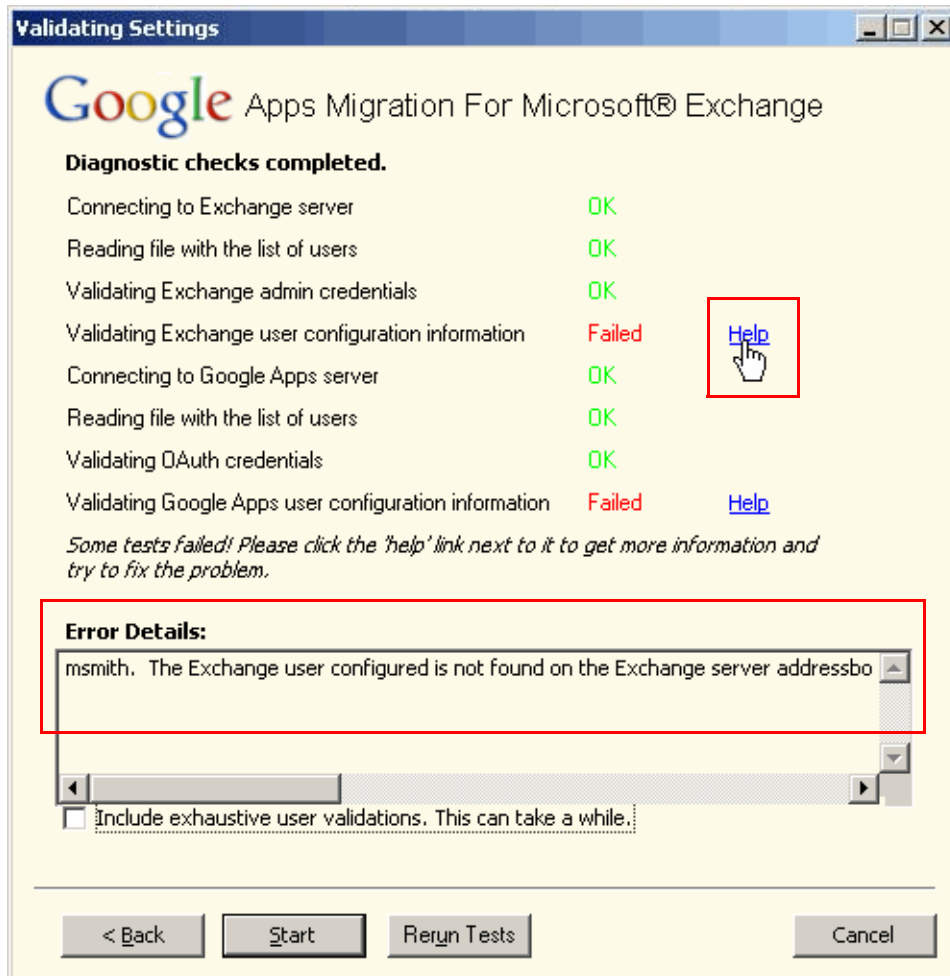 Validating Settings
Google Apps Migration For Microsoft® Exchange
Diagnostic checks completed.
Connecting to Exchange server OK
Reading file with the list of users OK
Validating Exchange admin credentials OK
Validating Exchange user configuration information Failed Help
Connecting to Google Apps server OK
Reading file with the list of users OK
Validating OAuth credentials OK
Validating Google Apps user configuration information Failed Help
Some tests failed! Please click the 'help' link next to it to get more information and
try to fix the problem.
Error Details:
msmith. The Exchange user configured is not found on the Exchange server addressbo
Include exhaustive user validations. This can take a while.
< Back Start Rerun Tests Cancel